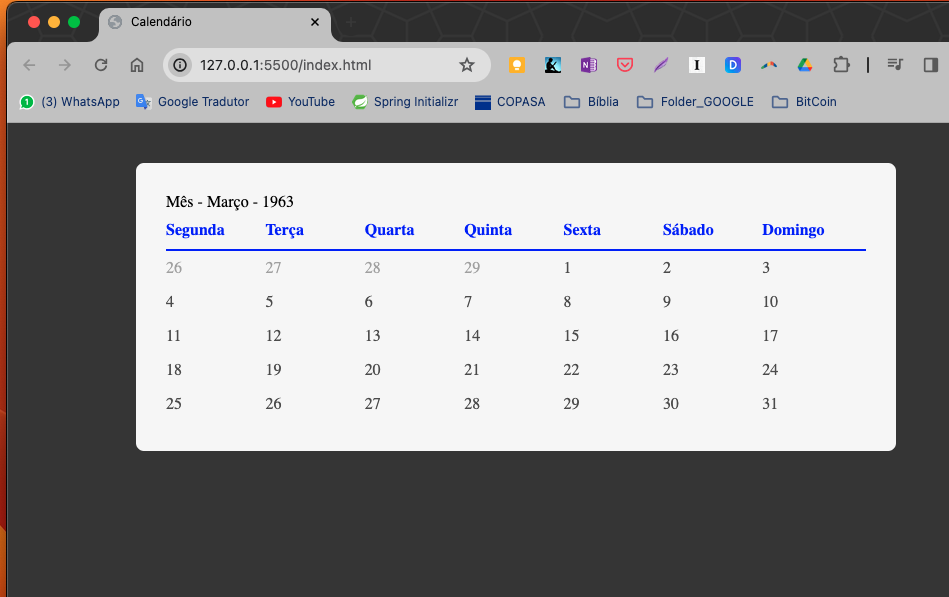 Calendário
127.0.0.1:5500/index.html
N I D
1 (3) WhatsApp Google Tradutor YouTube Spring Initializr COPASA Bíblia Folder_GOOGLE BitCoin
Mês - Março - 1963
Segunda Terça Quarta Quinta Sexta Sábado Domingo
26 27 28 29 1 2 3
4 5 6 7 8 9 10
11 12 13 14 15 16 17
18 19 20 21 22 23 24
25 26 27 28 29 30 31